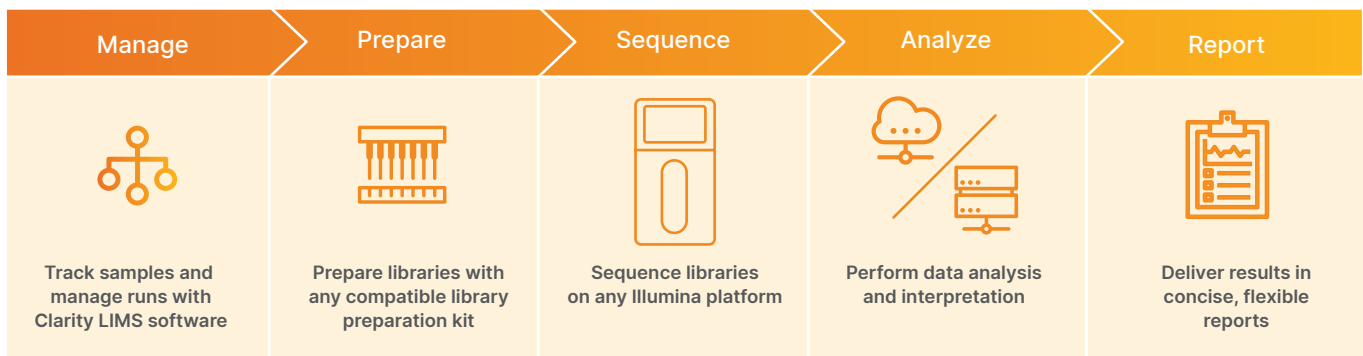 Manage
Prepare
Sequence
Analyze
Report
Track samples and
manage runs with
Clarity LIMS software
Prepare libraries with
any compatible library
preparation kit
Sequence libraries
on any Illumina platform
Perform data analysis
and interpretation
Deliver results in
concise, flexible
reports